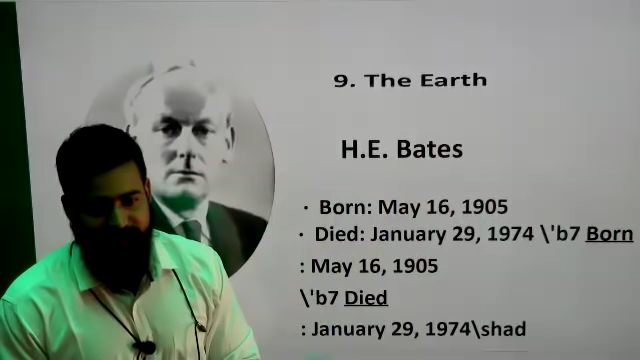 9. The Earth
H.E. Bates
· Born: May 16, 1905
· Died: January 29, 1974 \'b7 Born
: May 16, 1905
\'b7 Died
: January 29, 1974\shad